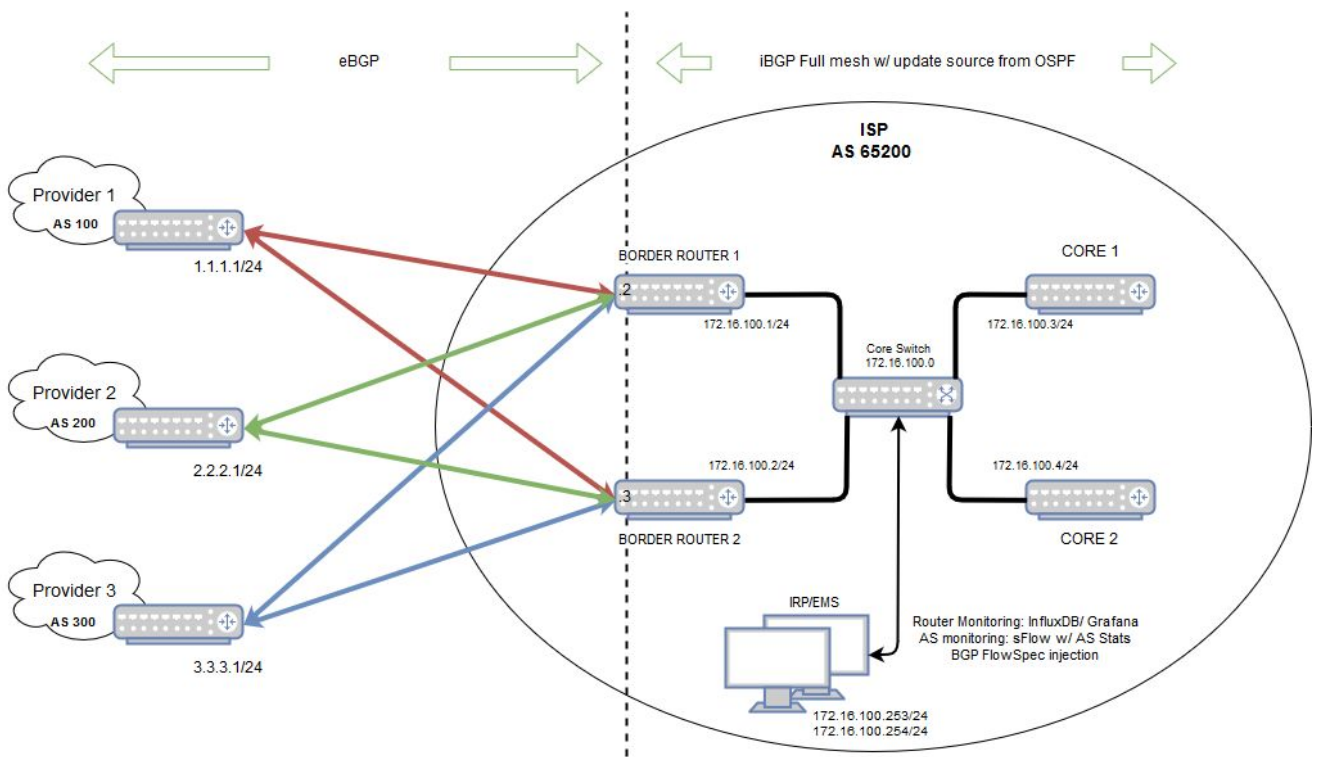 eBGP
iBGP Full mesh w/ update source from OSPF
ISP
AS 65200
Provider 1
AS 100
1.1.1.1/24
BORDER ROUTER 1
.2
172.16.100.1/24
CORE 1
172.16.100.3/24
Core Switch
172.16.100.0
Provider 2
AS 200
2.2.2.1/24
172.16.100.2/24
.3
BORDER ROUTER 2
172.16.100.4/24
CORE 2
Provider 3
AS 300
3.3.3.1/24
IRP/EMS
Router Monitoring: InfluxDB/ Grafana
AS monitoring: sFlow w/ AS Stats
BGP FlowSpec injection
172.16.100.253/24
172.16.100.254/24